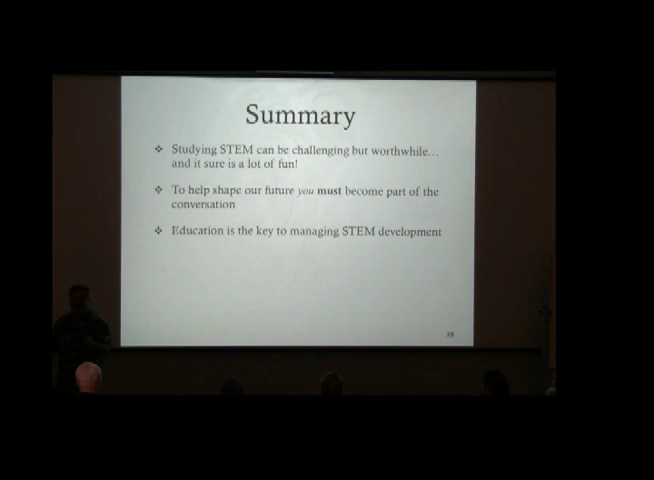 Summary
❖ Studying STEM can be challenging but worthwhile…
and it sure is a lot of fun!
❖ To help shape our future you must become part of the
conversation
❖ Education is the key to managing STEM development